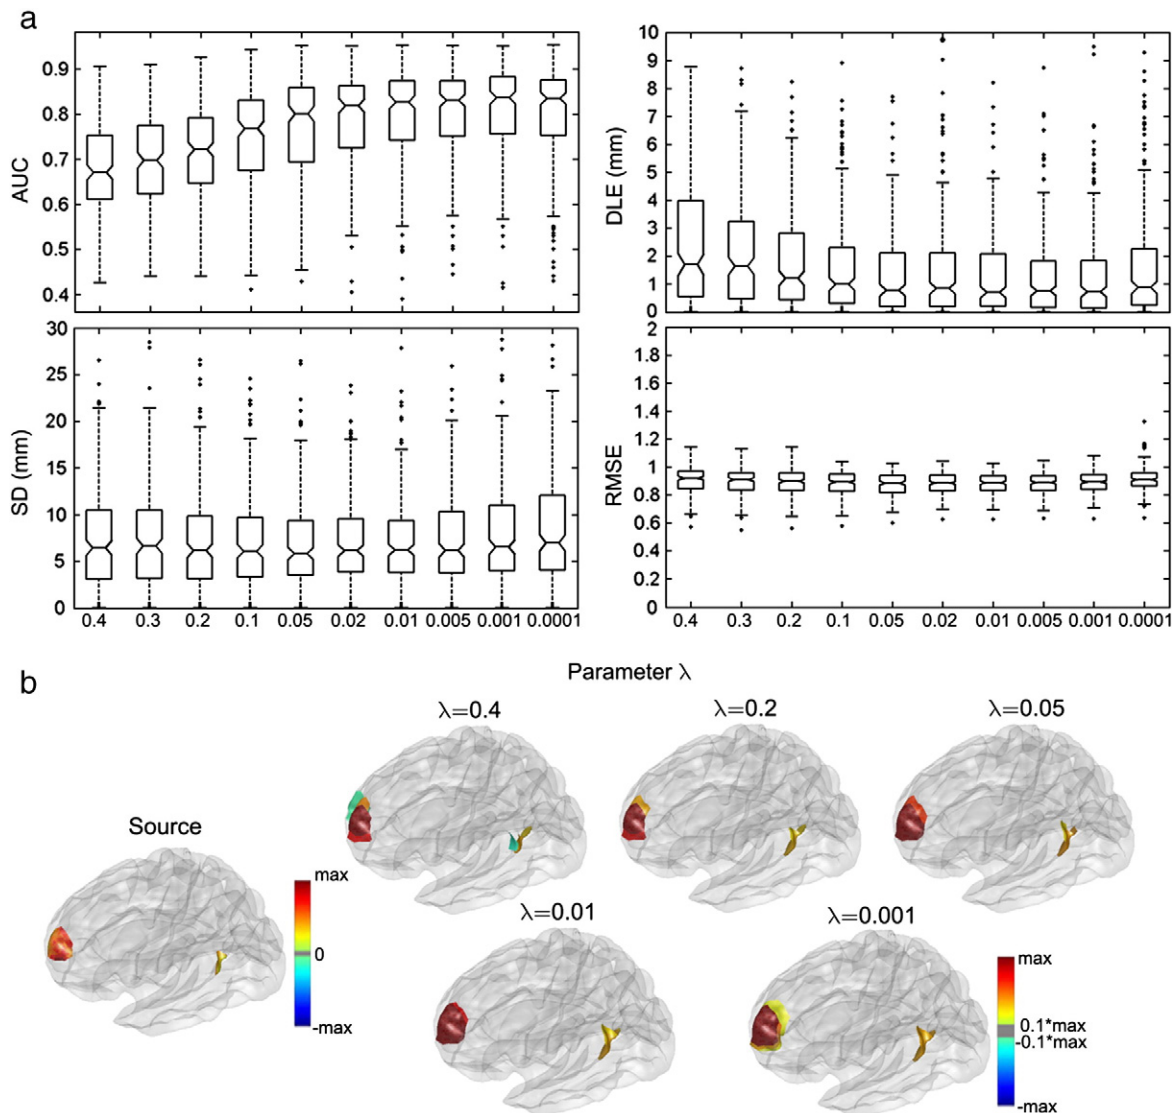 a
0.9
0.8
0.7
0.6
0.5
0.4
AUC
10
9
8
7
6
5
4
3
2
1
0
DLE (mm)
30
25
20
15
10
5
0
SD (mm)
0.4 0.3 0.2 0.1 0.05 0.02 0.01 0.005 0.001 0.0001
2
1.8
1.6
1.4
1.2
1
0.8
0.6
0.4
0.2
0
RMSE
0.4 0.3 0.2 0.1 0.05 0.02 0.01 0.005 0.001 0.0001
Parameter λ
b
λ=0.4 λ=0.2 λ=0.05
Source
max
0
-max
λ=0.01 λ=0.001
max
0.1*max
-0.1*max
-max